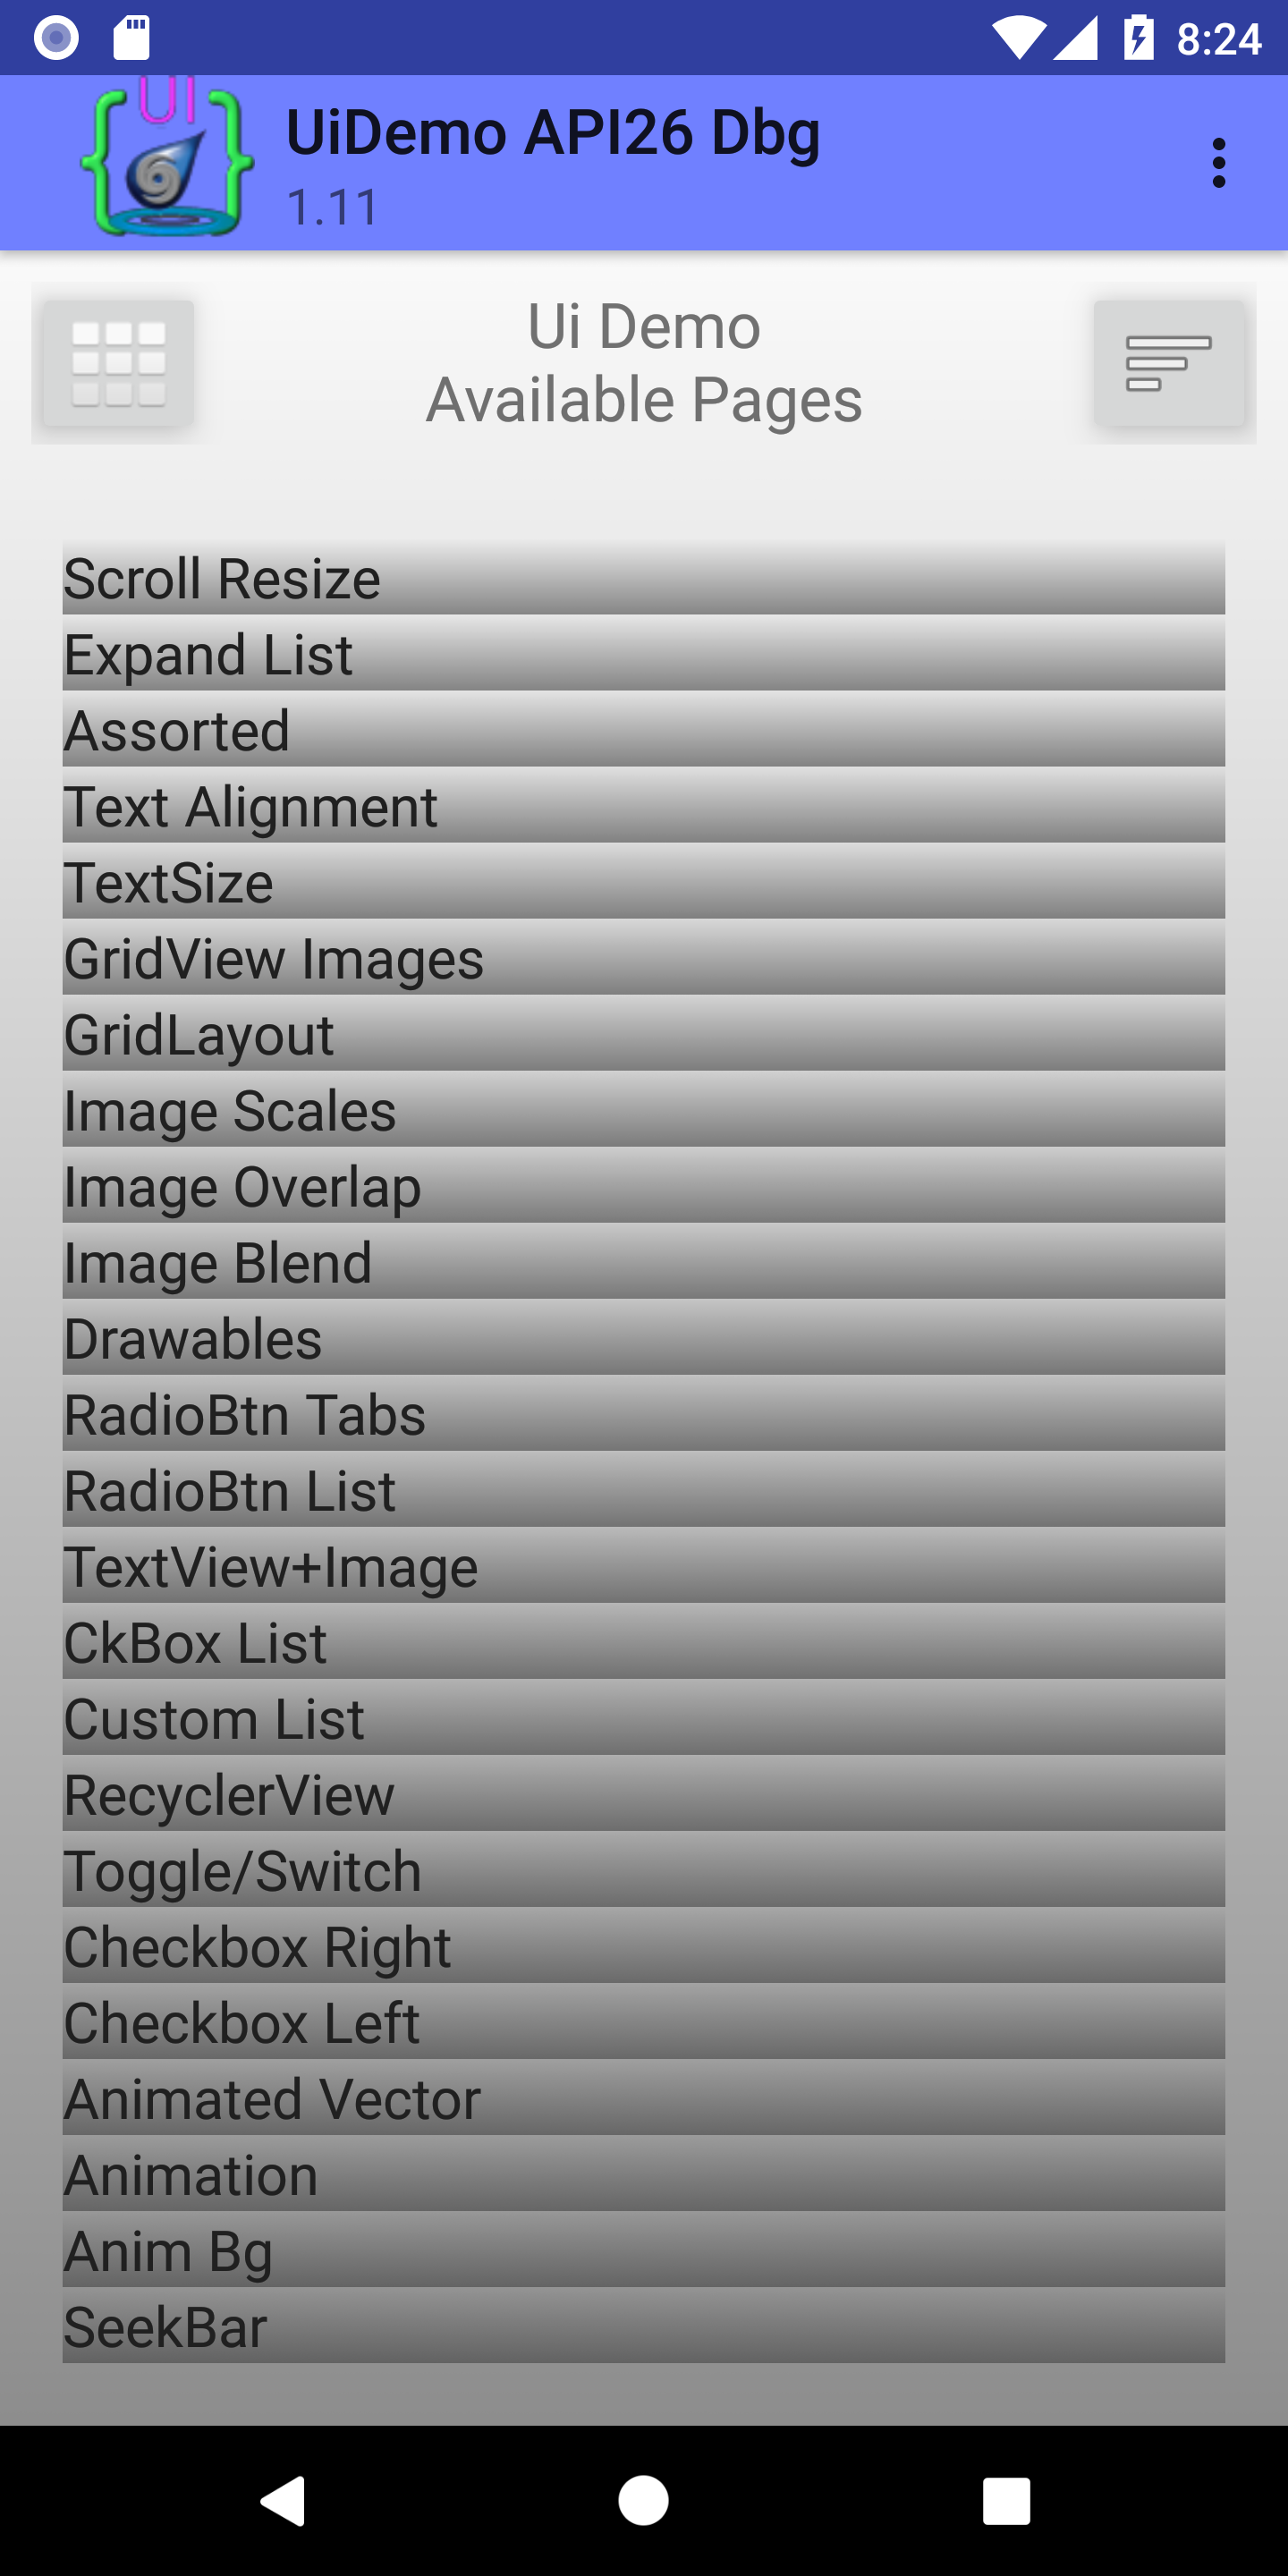 8:24
UI
UiDemo API26 Dbg
1.11
Ui Demo
Available Pages
Scroll Resize
Expand List
Assorted
Text Alignment
TextSize
GridView Images
GridLayout
Image Scales
Image Overlap
Image Blend
Drawables
RadioBtn Tabs
RadioBtn List
TextView+Image
CkBox List
Custom List
RecyclerView
Toggle/Switch
Checkbox Right
Checkbox Left
Animated Vector
Animation
Anim Bg
SeekBar